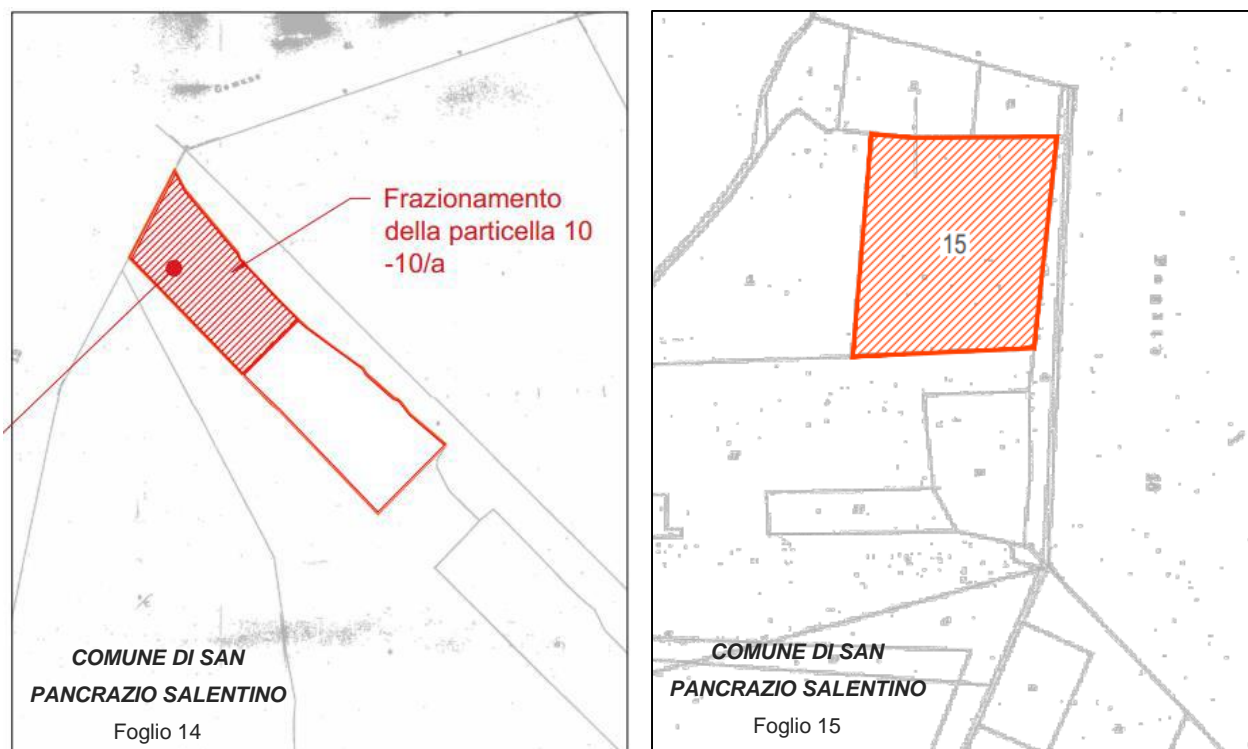 Frazionamento
della particella 10
-10/a
COMUNE DI SAN
PANCRAZIO SALENTINO
Foglio 14
15
COMUNE DI SAN
PANCRAZIO SALENTINO
Foglio 15